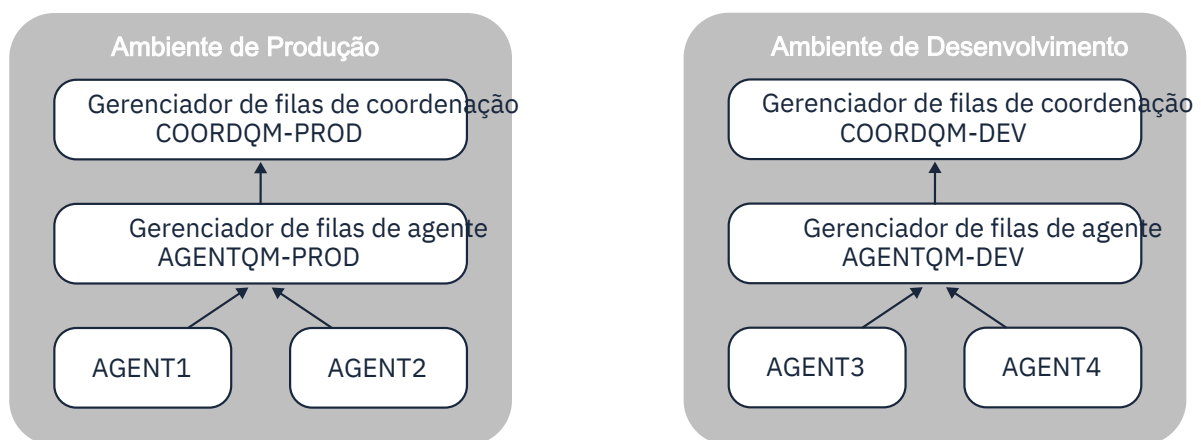 Ambiente de Produção
Gerenciador de filas de coordenação
COORDQM-PROD
Gerenciador de filas de agente
AGENTQM-PROD
AGENT1
AGENT2
Ambiente de Desenvolvimento
Gerenciador de filas de coordenação
COORDQM-DEV
Gerenciador de filas de agente
AGENTQM-DEV
AGENT3
AGENT4